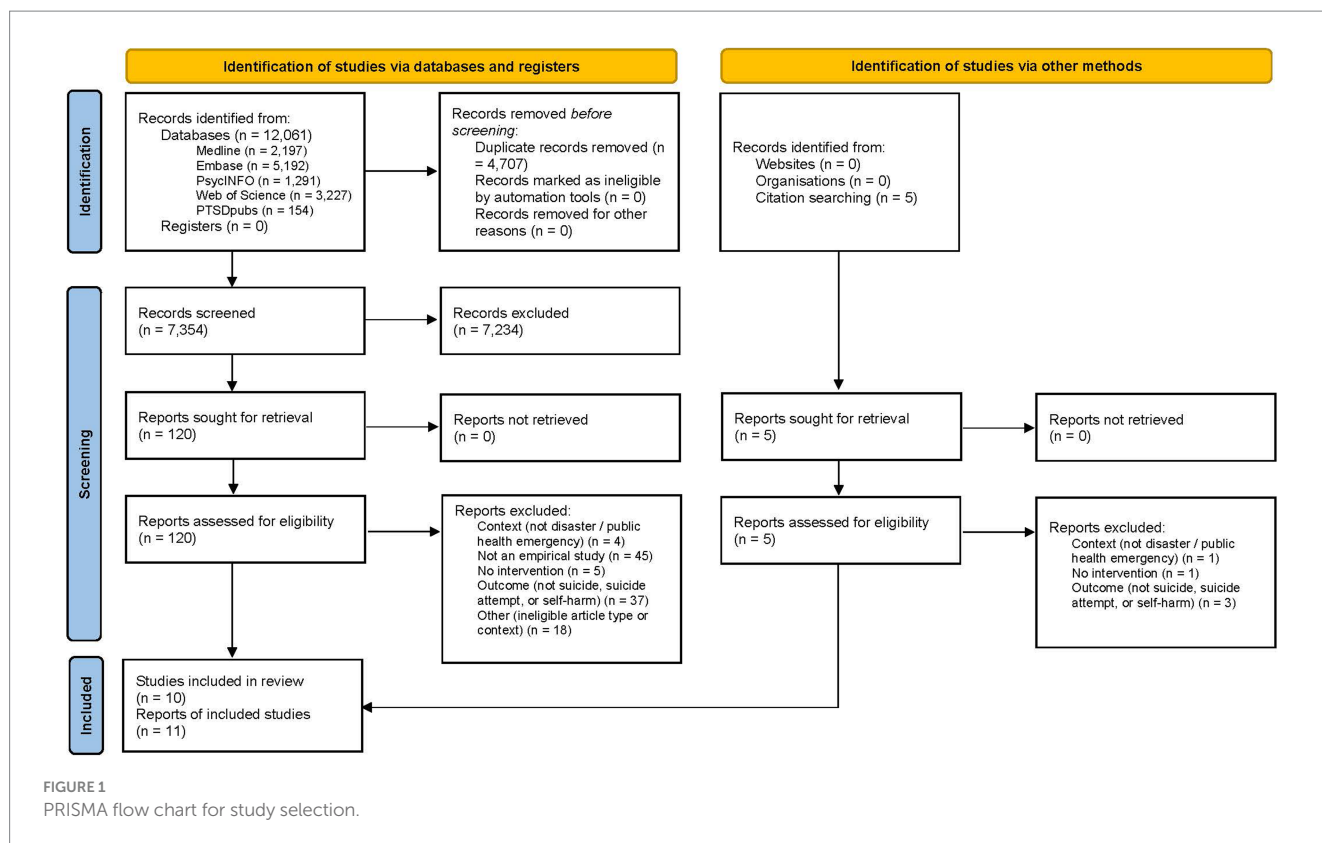 Identification of studies via databases and registers
Identification of studies via other methods
Identification
Records identified from:
Databases (n = 12,061)
Medline (n = 2,197)
Embase (n = 5,192)
PsycINFO (n = 1,291)
Web of Science (n = 3,227)
PTSDpubs (n = 154)
Registers (n = 0)
Records removed before
screening:
Duplicate records removed (n
= 4,707)
Records marked as ineligible
by automation tools (n = 0)
Records removed for other
reasons (n = 0)
Records identified from:
Websites (n = 0)
Organisations (n = 0)
Citation searching (n = 5)
Screening
Records screened
(n = 7,354)
Records excluded
(n = 7,234)
Reports sought for retrieval
(n = 120)
Reports not retrieved
(n = 0)
Reports sought for retrieval
(n = 5)
Reports not retrieved
(n = 0)
Reports assessed for eligibility
(n = 120)
Reports excluded:
Context (not disaster / public
health emergency) (n = 4)
Not an empirical study (n = 45)
No intervention (n = 5)
Outcome (not suicide, suicide
attempt, or self-harm) (n = 37)
Other (ineligible article type or
context) (n = 18)
Reports assessed for eligibility
(n = 5)
Reports excluded:
Context (not disaster / public
health emergency) (n = 1)
No intervention (n = 1)
Outcome (not suicide, suicide
attempt, or self-harm) (n = 3)
Included
Studies included in review
(n = 10)
Reports of included studies
(n = 11)
FIGURE 1
PRISMA flow chart for study selection.